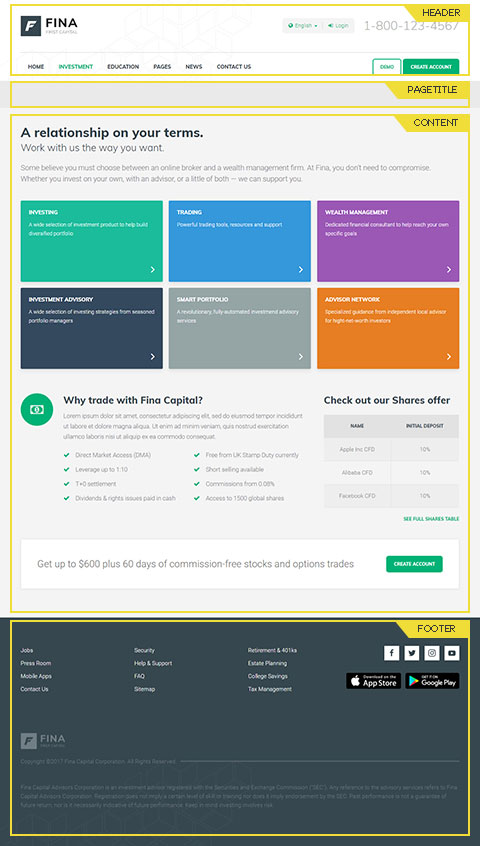 HEADER
FINA
FIRST CAPITAL
English
Login
1-800-123-4567
HOME INVESTMENT EDUCATION PAGES NEWS CONTACT US
DEMO
CREATE ACCOUNT
PAGETITLE
CONTENT
A relationship on your terms.
Work with us the way you want.
Some believe you must choose between an online broker and a wealth management firm. At Fina, you don't need to compromise.
Whether you invest on your own, with an advisor, or a little of both — we can support you.
INVESTING
A wide selection of investment product to help build
diversified portfolio
TRADING
Powerful trading tools, resources and support
WEALTH MANAGEMENT
Dedicated financial consultant to help reach your own
specific goals
INVESTMENT ADVISORY
A wide selection of investing strategies from seasoned
portfolio managers
SMART PORTFOLIO
A revolutionary, fully-automated investmend advisory
services
ADVISOR NETWORK
Specialized guidance from independent local advisor
for hight-net-worth investors
Why trade with Fina Capital?
Lorem ipsum dolor sit amet, consectetur adipiscing elit, sed do eiusmod tempor incididunt
ut labore et dolore magna aliqua. Ut enim ad minim veniam, quis nostrud exercitation
ullamco laboris nisi ut aliquip ex ea commodo consequat.
Direct Market Access (DMA)
Leverage up to 1:10
T+0 settlement
Dividends & rights issues paid in cash
Free from UK Stamp Duty currently
Short selling available
Commissions from 0.08%
Access to 1500 global shares
Check out our Shares offer
NAME INITIAL DEPOSIT
Apple Inc CFD 10%
Alibaba CFD 10%
Facebook CFD 10%
SEE FULL SHARES TABLE
Get up to $600 plus 60 days of commission-free stocks and options trades
CREATE ACCOUNT
FOOTER
Jobs
Press Room
Mobile Apps
Contact Us
Security
Help & Support
FAQ
Sitemap
Retirement & 401ks
Estate Planning
College Savings
Tax Management
Download on the
App Store
GET IT ON
Google Play
FINA
FIRST CAPITAL
Copyright ©2017 Fina Capital Corporation. All Rights Reserved.
Fina Capital Advisors Corporation is an investment advisor registered with the Securities and Exchange Commission ("SEC"). Any reference to the advisory services refers to Fina
Capital Advisors Corporation. Registration does not imply a certain level of skill or training nor does it imply endorsement by the SEC. Past performance is not a guarantee of
future return, nor is it necessarily indicative of future performance. Keep in mind investing involves risk.